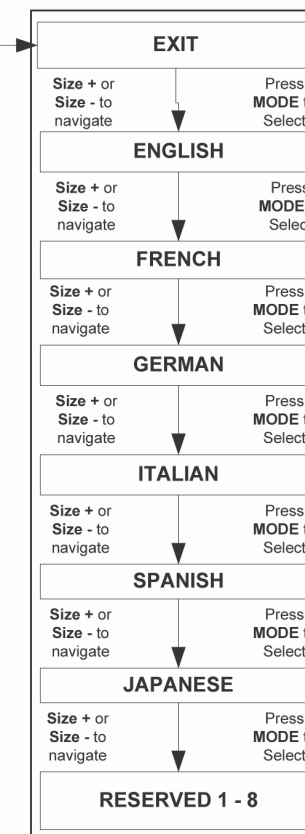 EXIT
Size + or
Size - to
navigate
Press
MODE
Select
ENGLISH
Size + or
Size - to
navigate
Press
MODE
Select
FRENCH
Size + or
Size - to
navigate
Press
MODE
Select
GERMAN
Size + or
Size - to
navigate
Press
MODE
Select
ITALIAN
Size + or
Size - to
navigate
Press
MODE
Select
SPANISH
Size + or
Size - to
navigate
Press
MODE
Select
JAPANESE
Size + or
Size - to
navigate
Press
MODE
Select
RESERVED 1 - 8